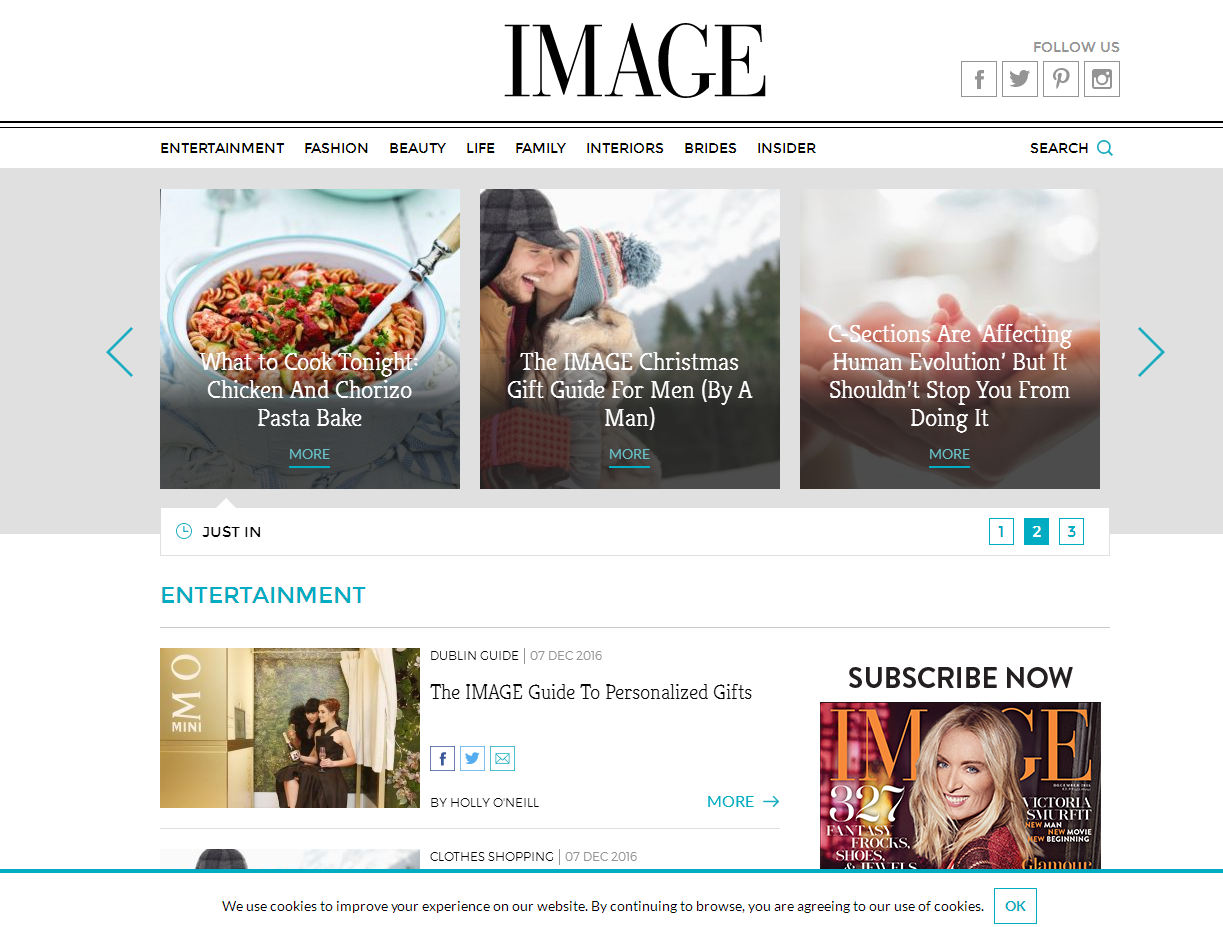 IMAGE
FOLLOW US
ENTERTAINMENT FASHION BEAUTY LIFE FAMILY INTERIORS BRIDES INSIDER SEARCH
What to Cook Tonight:
Chicken And Chorizo
Pasta Bake
MORE
The IMAGE Christmas
Gift Guide For Men (By A
Man)
MORE
C-Sections Are 'Affecting
Human Evolution' But It
Shouldn't Stop You From
Doing It
MORE
JUST IN
1 2 3
ENTERTAINMENT
MINI
MO
DUBLIN GUIDE | 07 DEC 2016
The IMAGE Guide To Personalized Gifts
BY HOLLY O'NEILL
MORE
CLOTHES SHOPPING | 07 DEC 2016
SUBSCRIBE NOW
IMAGE
DECEMBER 2016
327
FANTASY
FROCKS,
SHOES,
& JEWELS
VICTORIA
SMURFIT
NEW MAN
NEW MOVIE
NEW BEGINNING
Glamour
We use cookies to improve your experience on our website. By continuing to browse, you are agreeing to our use of cookies.
OK